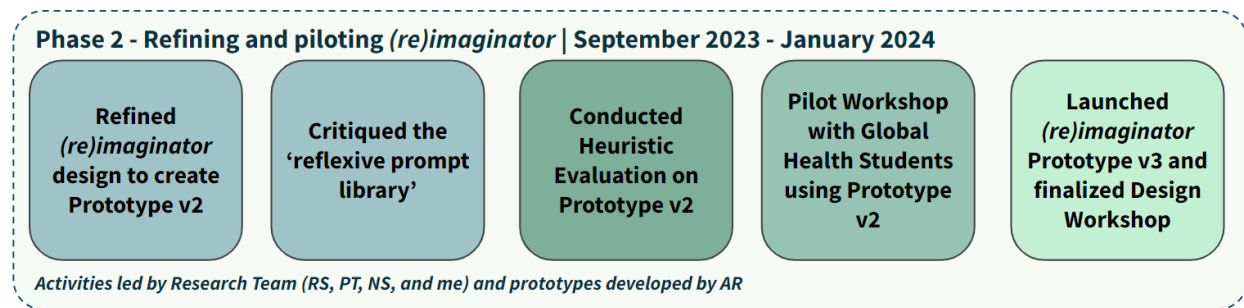 Phase 2 - Refining and piloting (re)imaginator | September 2023 - January 2024
Refined
(re)imaginator
design to create
Prototype v2
Critiqued the
‘reflexive prompt
library’
Conducted
Heuristic
Evaluation on
Prototype v2
Pilot Workshop
with Global
Health Students
using Prototype
v2
Launched
(re)imaginator
Prototype v3 and
finalized Design
Workshop
Activities led by Research Team (RS, PT, NS, and me) and prototypes developed by AR